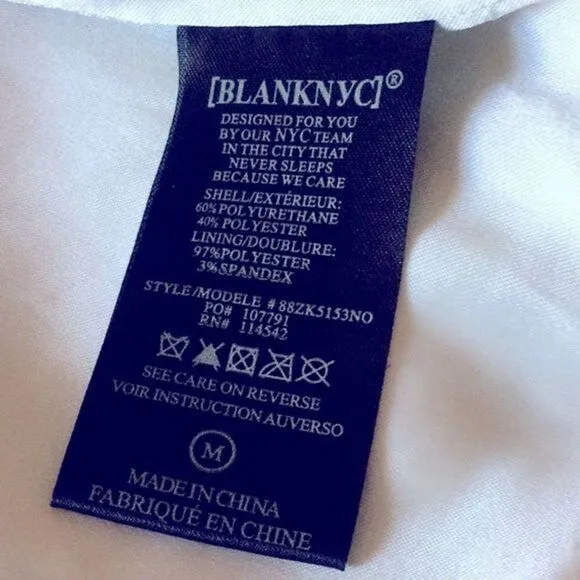 [BLANKNYC]®
DESIGNED FOR YOU
BY OUR NYC TEAM
IN THE CITY THAT
NEVER SLEEPS
BECAUSE WE CARE
SHELL/EXTÉRIEUR:
60%POLYURETHANE
40% POLYESTER
LINING/DOUBLURE:
97%POLYESTER
3%SPANDEX
STYLE/MODELE #88ZK5153NO
PO# 107791
RN# 114542
SEE CARE ON REVERSE
VOIR INSTRUCTION AUVERSO
M
MADE IN CHINA
FABRIQUÉ EN CHINE